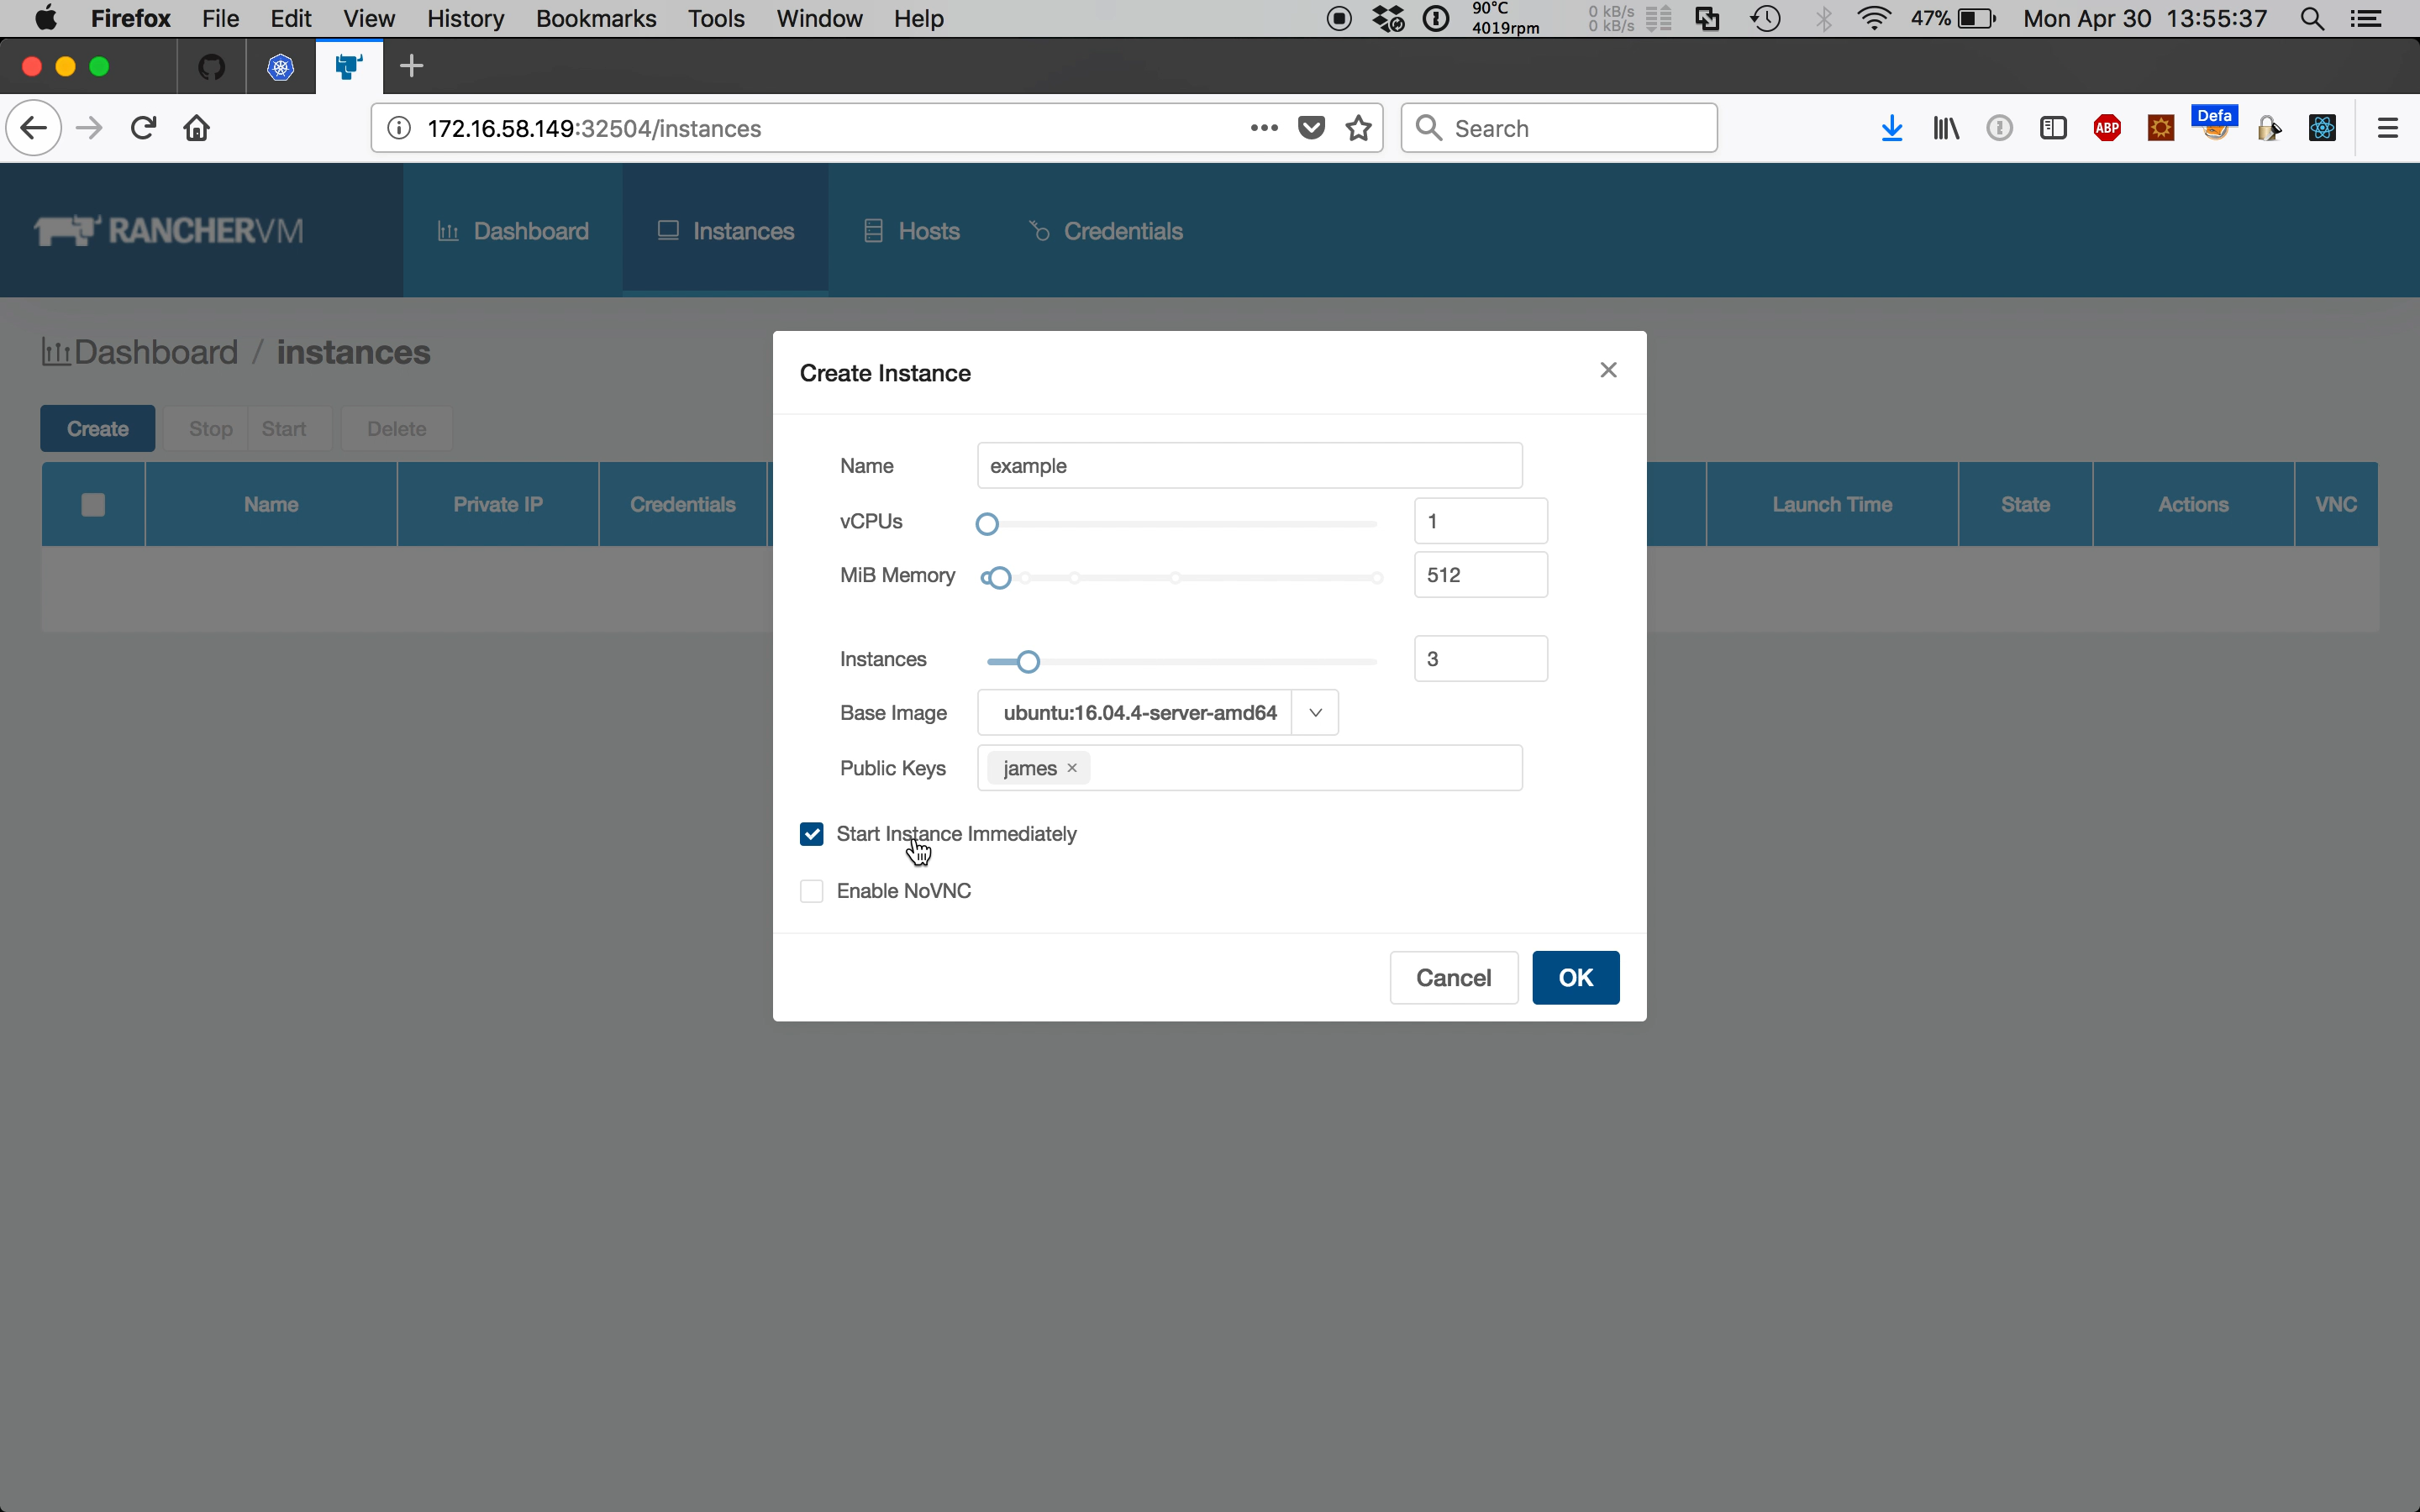 Firefox File Edit View History Bookmarks Tools Window Help 90°C 4019rpm 0 kB/s 0 kB/s 47% Mon Apr 30 13:55:37
172.16.58.149:32504/instances Search ABP Defa
RANCHERVM Dashboard Instances Hosts Credentials
Dashboard / instances
Create Stop Start Delete
Name Private IP Credentials Launch Time State Actions VNC
Create Instance
Name example
vCPUs 1
MiB Memory 512
Instances 3
Base Image ubuntu:16.04.4-server-amd64
Public Keys james
Start Instance Immediately
Enable NoVNC
Cancel OK